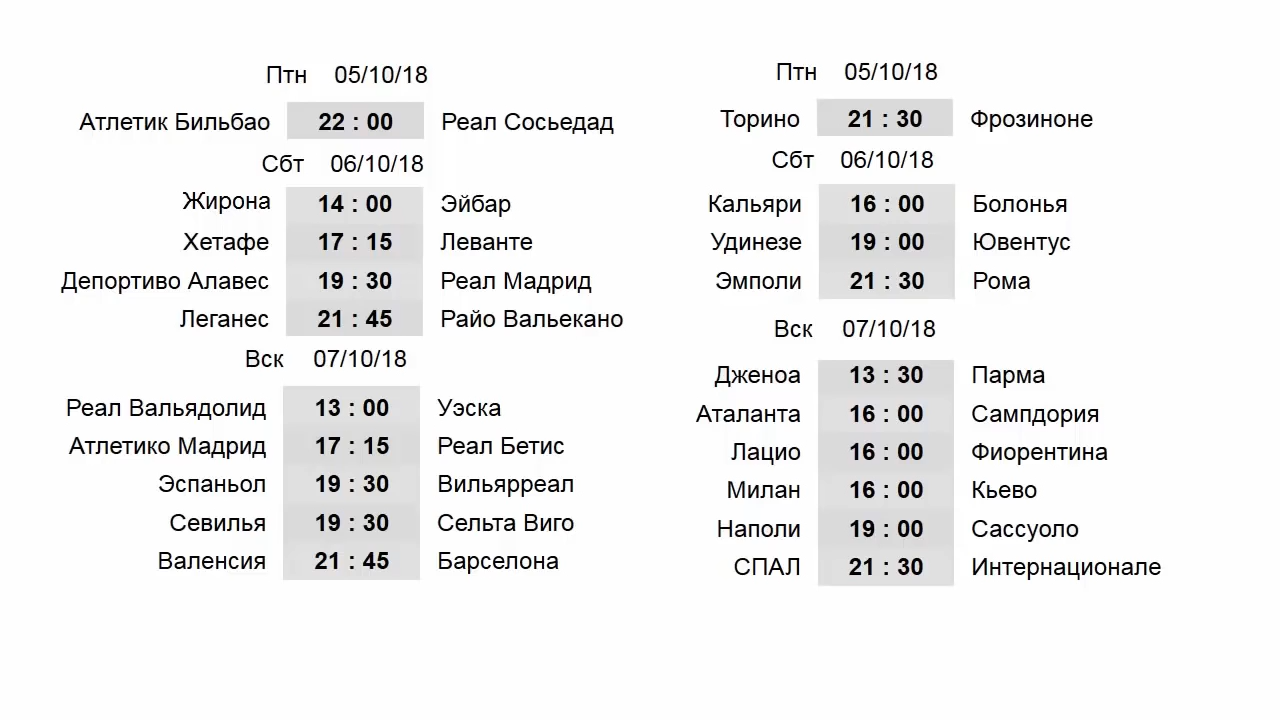 Птн 05/10/18
Атлетик Бильбао 22 : 00 Реал Сосьедад
Сбт 06/10/18
Жирона 14 : 00 Эйбар
Хетафе 17 : 15 Леванте
Депортиво Алавес 19 : 30 Реал Мадрид
Леганес 21 : 45 Райо Вальекано
Вск 07/10/18
Реал Вальядолид 13 : 00 Уэска
Атлетико Мадрид 17 : 15 Реал Бетис
Эспаньол 19 : 30 Вильярреал
Севилья 19 : 30 Сельта Виго
Валенсия 21 : 45 Барселона
Птн 05/10/18
Торино 21 : 30 Фрозиноне
Сбт 06/10/18
Кальяри 16 : 00 Болонья
Удинезе 19 : 00 Ювентус
Эмполи 21 : 30 Рома
Вск 07/10/18
Дженоа 13 : 30 Парма
Аталанта 16 : 00 Сампдория
Лацио 16 : 00 Фиорентина
Милан 16 : 00 Кьево
Наполи 19 : 00 Сассуоло
СПАЛ 21 : 30 Интернационале